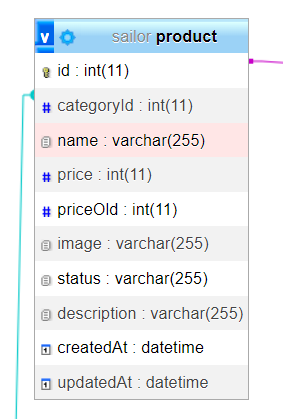 v sailor product
id : int(11)
categoryId : int(11)
name : varchar(255)
price : int(11)
priceOld : int(11)
image : varchar(255)
status : varchar(255)
description : varchar(255)
createdAt : datetime
updatedAt : datetime